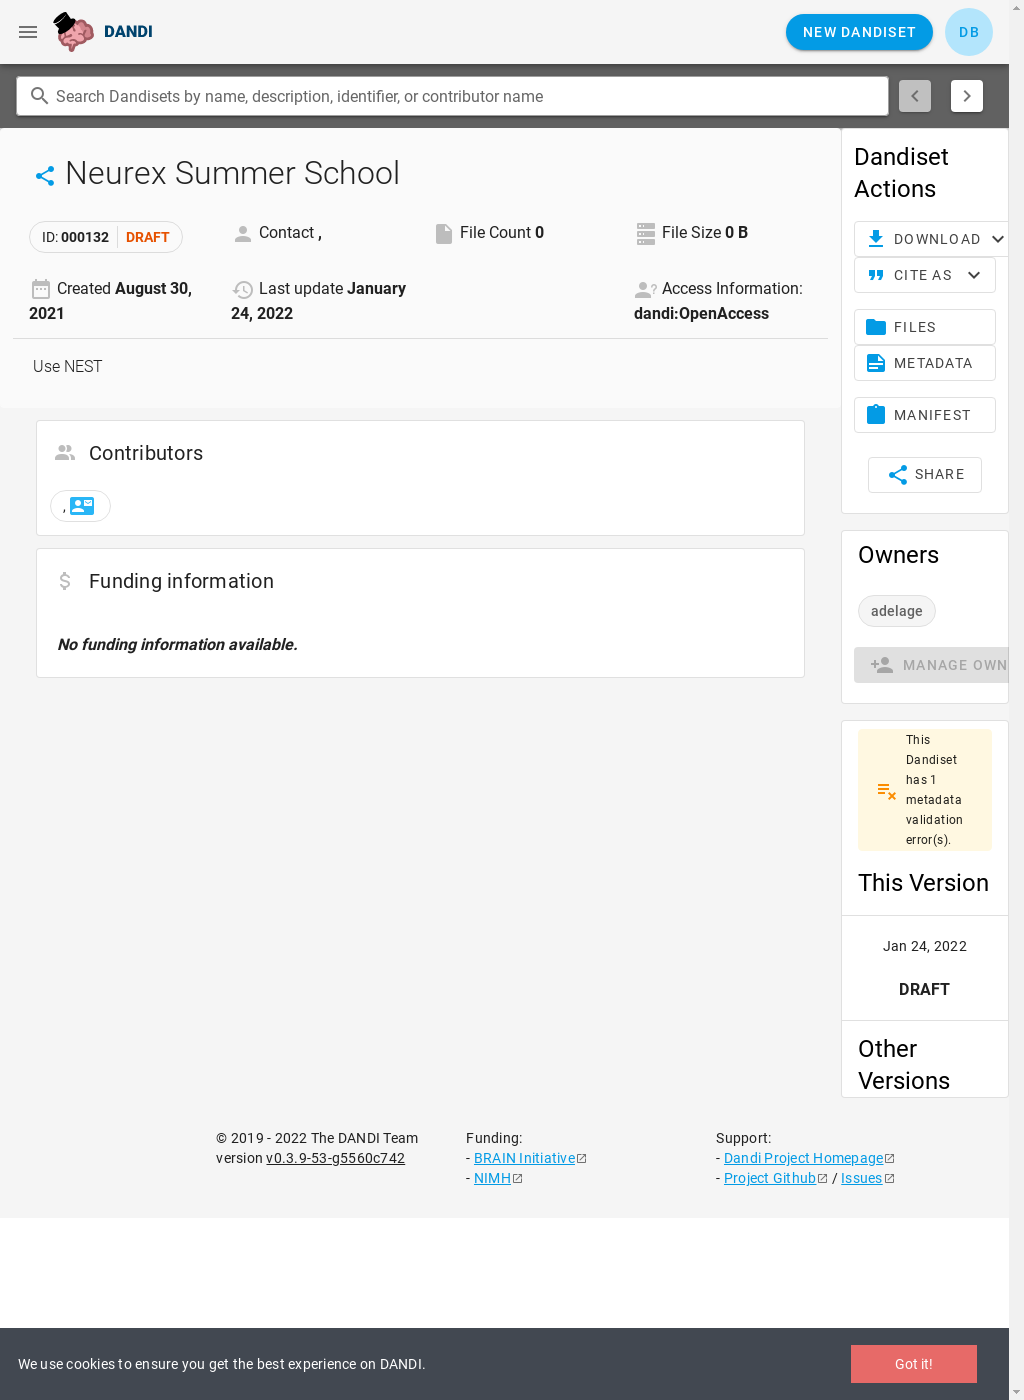 DANDI
NEW DANDISET
DB
Search Dandisets by name, description, identifier, or contributor name
Neurex Summer School
ID: 000132 DRAFT
Contact ,
File Count 0
File Size 0 B
Created August 30,
2021
Last update January
24, 2022
Access Information:
dandi:OpenAccess
Use NEST
Contributors
,
Funding information
No funding information available.
Dandiset
Actions
DOWNLOAD
CITE AS
FILES
METADATA
MANIFEST
SHARE
Owners
adelage
MANAGE OWN
This
Dandiset
has 1
metadata
validation
error(s).
This Version
Jan 24, 2022
DRAFT
Other
Versions
© 2019 - 2022 The DANDI Team
version v0.3.9-53-g5560c742
Funding:
- BRAIN Initiative
- NIMH
Support:
- Dandi Project Homepage
- Project Github / Issues
We use cookies to ensure you get the best experience on DANDI.
Got it!